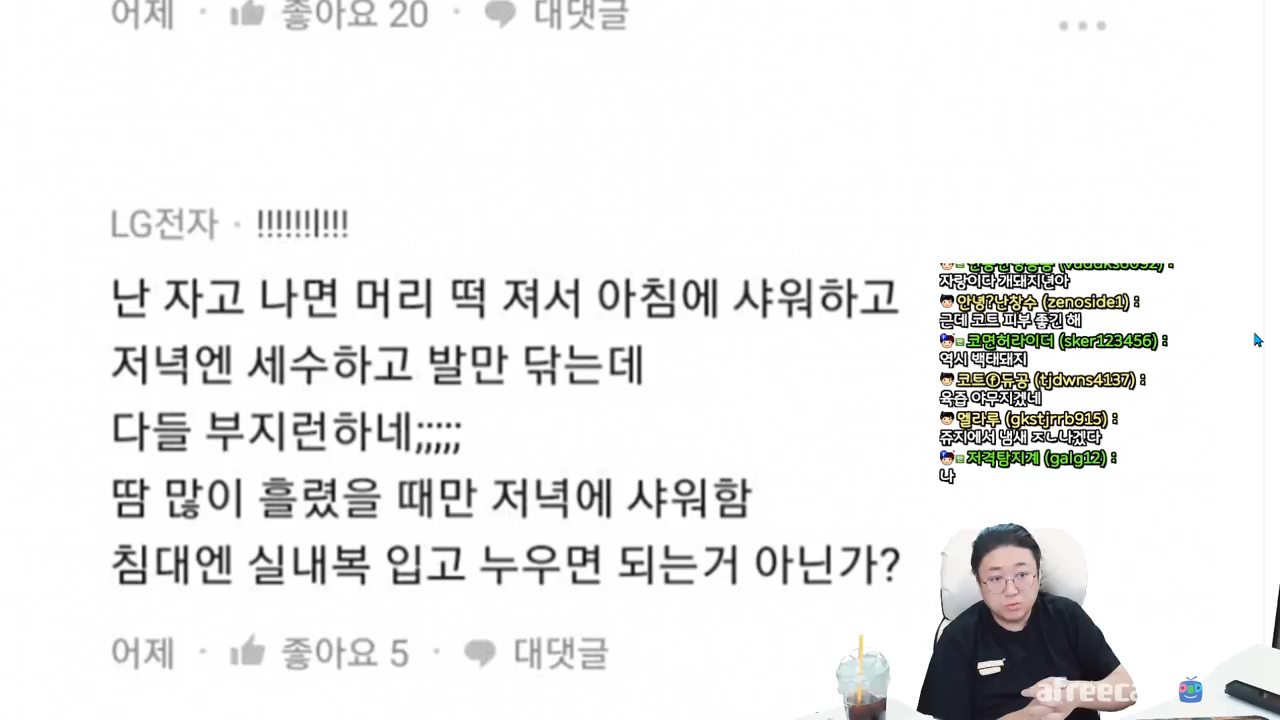 어제 · 좋아요 20 · 대댓글
LG전자 · !!!!!!|!!!
난 자고 나면 머리 떡 져서 아침에 샤워하고
저녁엔 세수하고 발만 닦는데
다들 부지런하네;;;;;
땀 많이 흘렸을 때만 저녁에 샤워함
침대엔 실내복 입고 누우면 되는거 아닌가?
어제 · 좋아요 5 · 대댓글
자랑이다 개돼지년아
안녕?난창수 (zenoside1) :
근데 코트 피부 좋긴 해
코면허라이더 (sker123456) :
역시 백태돼지
코트ⓕ듀공 (tjdwns4137) :
육즙 야무지겠네
멜라루 (gkstjrrb915) :
쥬지에서 냄새 ㅈㄴ나겠다
저격탐지계 (galg12) :
나
afreeca